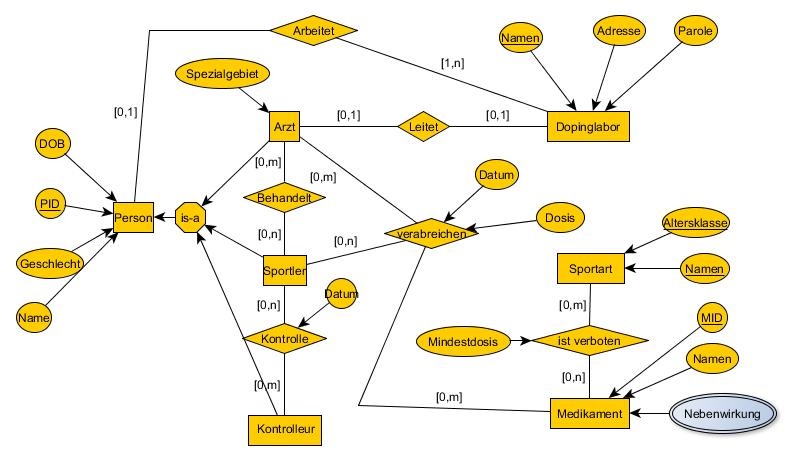 Arbeitet
Namen
Adresse
Parole
[1,n]
Spezialgebiet
[0,1]
Arzt
[0,1]
Leitet
[0,1]
Dopinglabor
DOB
[0,m]
[0,m]
Datum
PID
Behandelt
Person
is-a
Dosis
Altersklasse
[0,n]
[0,n]
verabreichen
Geschlecht
Sportler
Sportart
Namen
Datum
[0,n]
[0,m]
Name
MID
Kontrolle
Mindestdosis
ist verboten
Namen
[0,n]
[0,m]
[0,m]
Medikament
Nebenwirkung
Kontrolleur